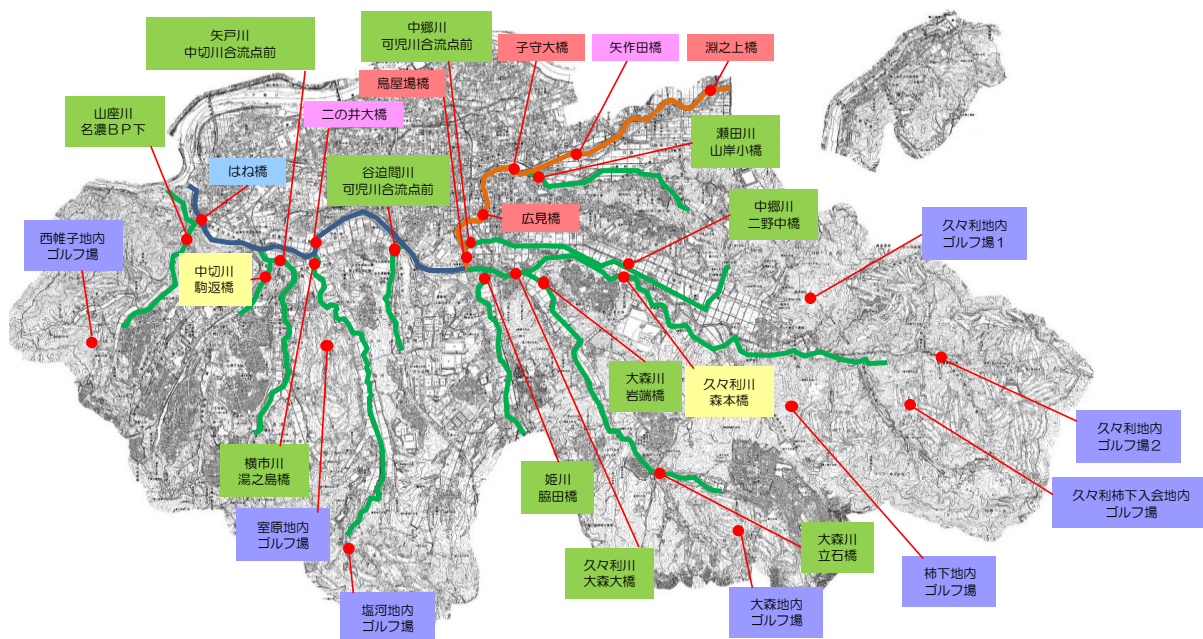 矢戸川
中切川合流点前
中郷川
可児川合流点前
子守大橋
矢作田橋
淵之上橋
鳥屋場橋
山座川
名濃BP下
二の井大橋
瀬田川
山岸小橋
はね橋
谷迫間川
可児川合流点前
広見橋
中郷川
二野中橋
西帷子地内
ゴルフ場
久々利地内
ゴルフ場1
中切川
駒返橋
大森川
岩端橋
久々利川
森本橋
久々利地内
ゴルフ場2
横市川
湯之島橋
姫川
脇田橋
久々利柿下入会地内
ゴルフ場
室原地内
ゴルフ場
久々利川
大森大橋
大森川
立石橋
柿下地内
ゴルフ場
塩河地内
ゴルフ場
大森地内
ゴルフ場